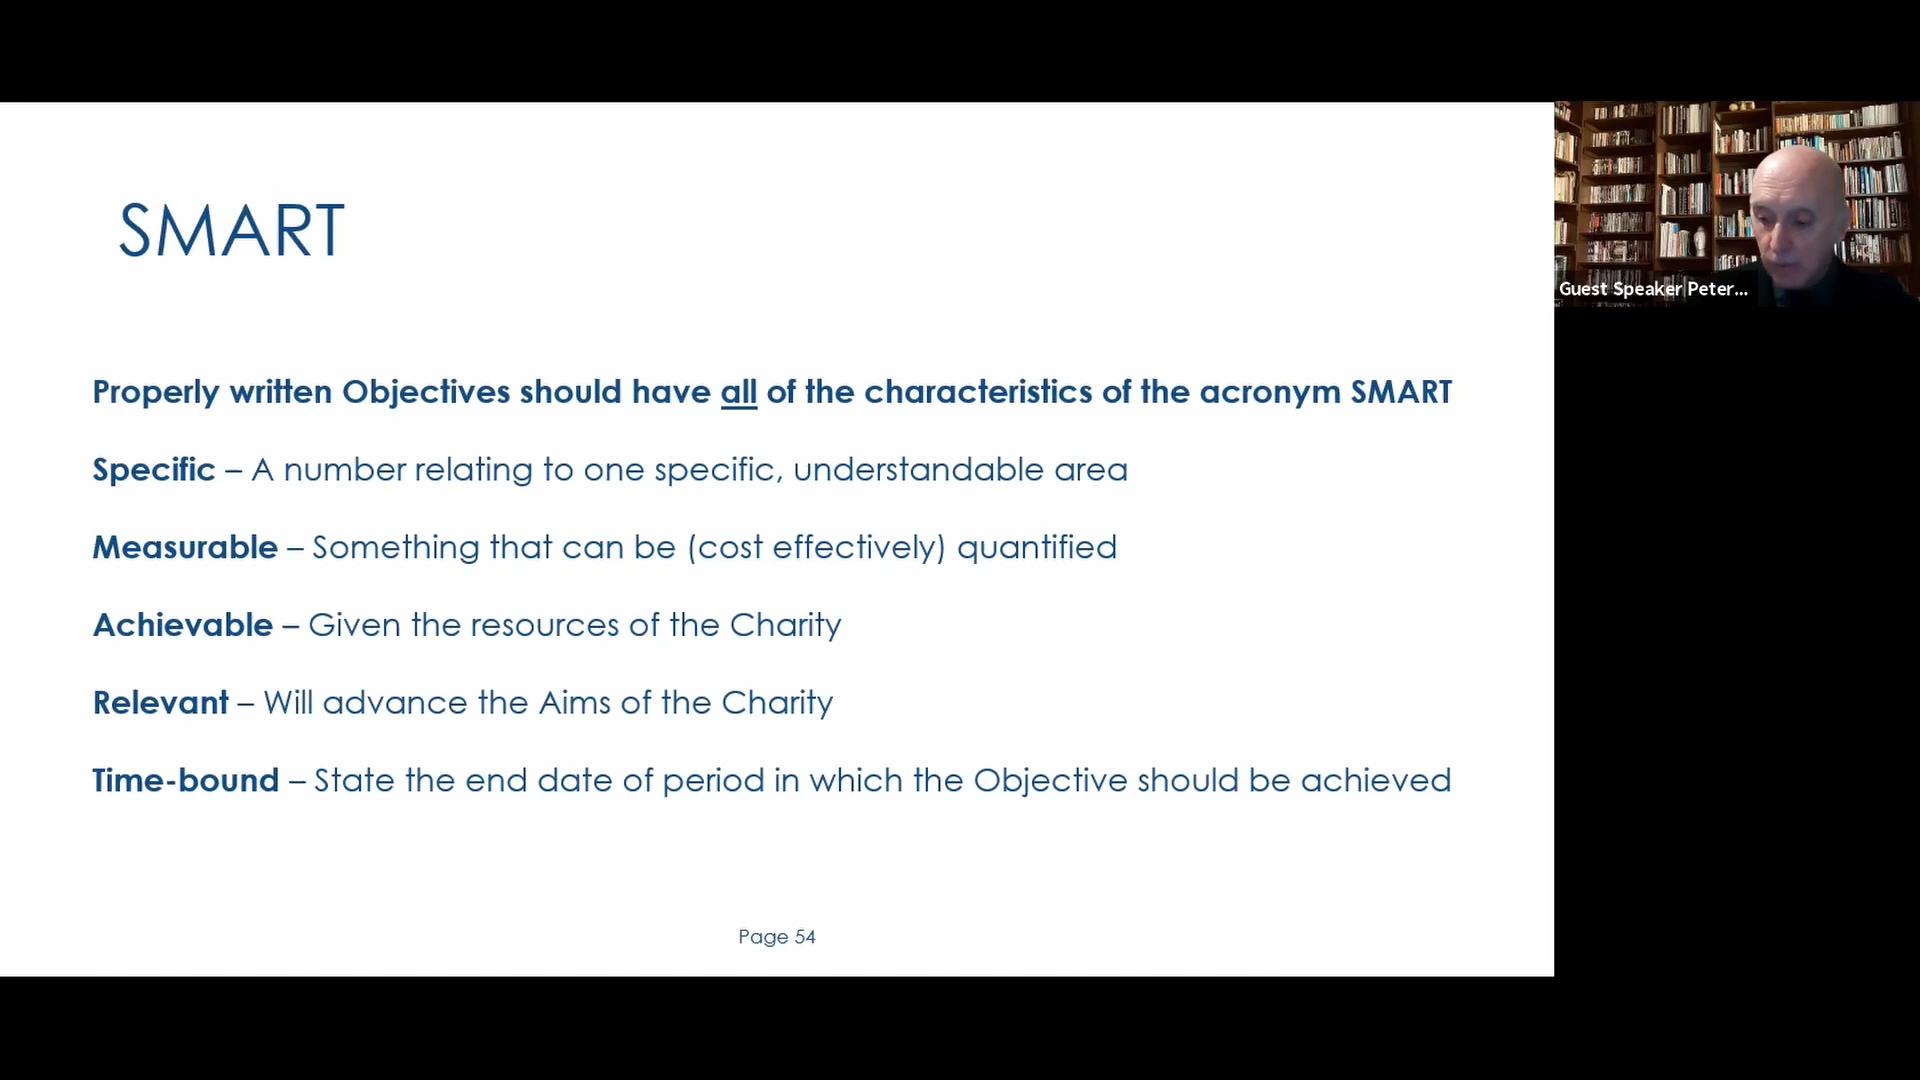 SMART
Properly written Objectives should have all of the characteristics of the acronym SMART
Specific – A number relating to one specific, understandable area
Measurable – Something that can be (cost effectively) quantified
Achievable – Given the resources of the Charity
Relevant – Will advance the Aims of the Charity
Time-bound – State the end date of period in which the Objective should be achieved
Page 54
Guest Speaker Peter...